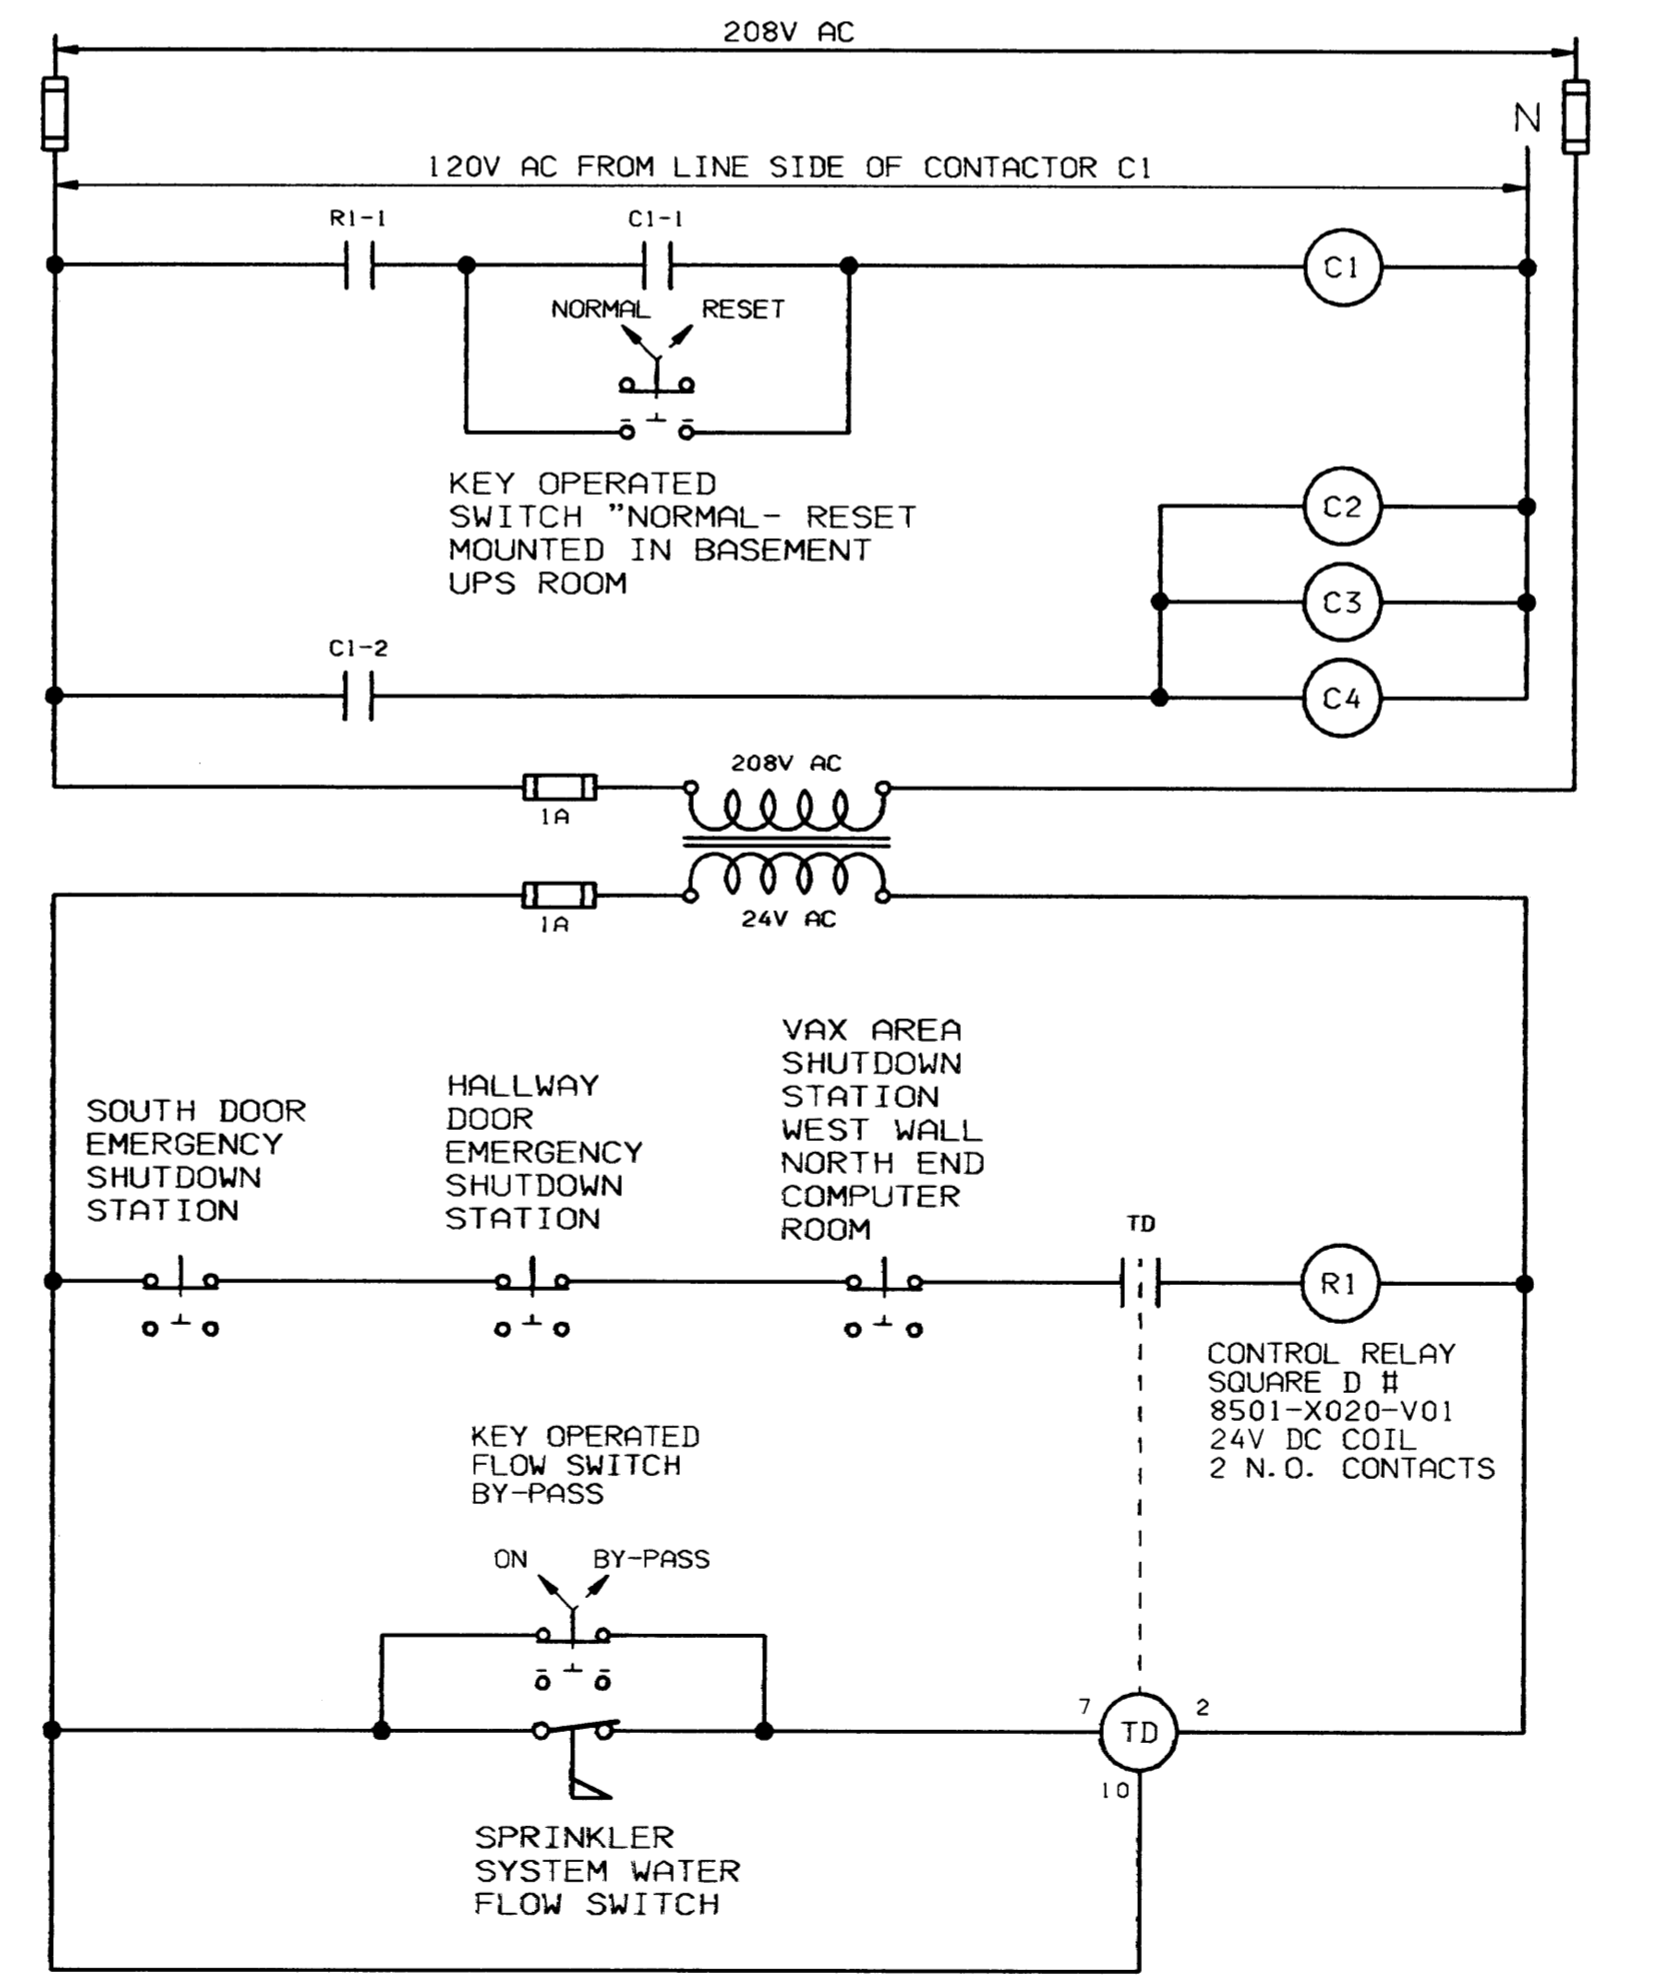 208V AC
N
120V AC FROM LINE SIDE OF CONTACTOR C1
R1-1
C1-1
C1
NORMAL
RESET
KEY OPERATED
SWITCH "NORMAL- RESET
MOUNTED IN BASEMENT
UPS ROOM
C2
C3
C1-2
C4
208V AC
1A
1A
24V AC
SOUTH DOOR
EMERGENCY
SHUTDOWN
STATION
HALLWAY
DOOR
EMERGENCY
SHUTDOWN
STATION
VAX AREA
SHUTDOWN
STATION
WEST WALL
NORTH END
COMPUTER
ROOM
TD
R1
CONTROL RELAY
SQUARE D #
8501-X020-V01
24V DC COIL
2 N.O. CONTACTS
KEY OPERATED
FLOW SWITCH
BY-PASS
ON
BY-PASS
7
TD
2
10
SPRINKLER
SYSTEM WATER
FLOW SWITCH